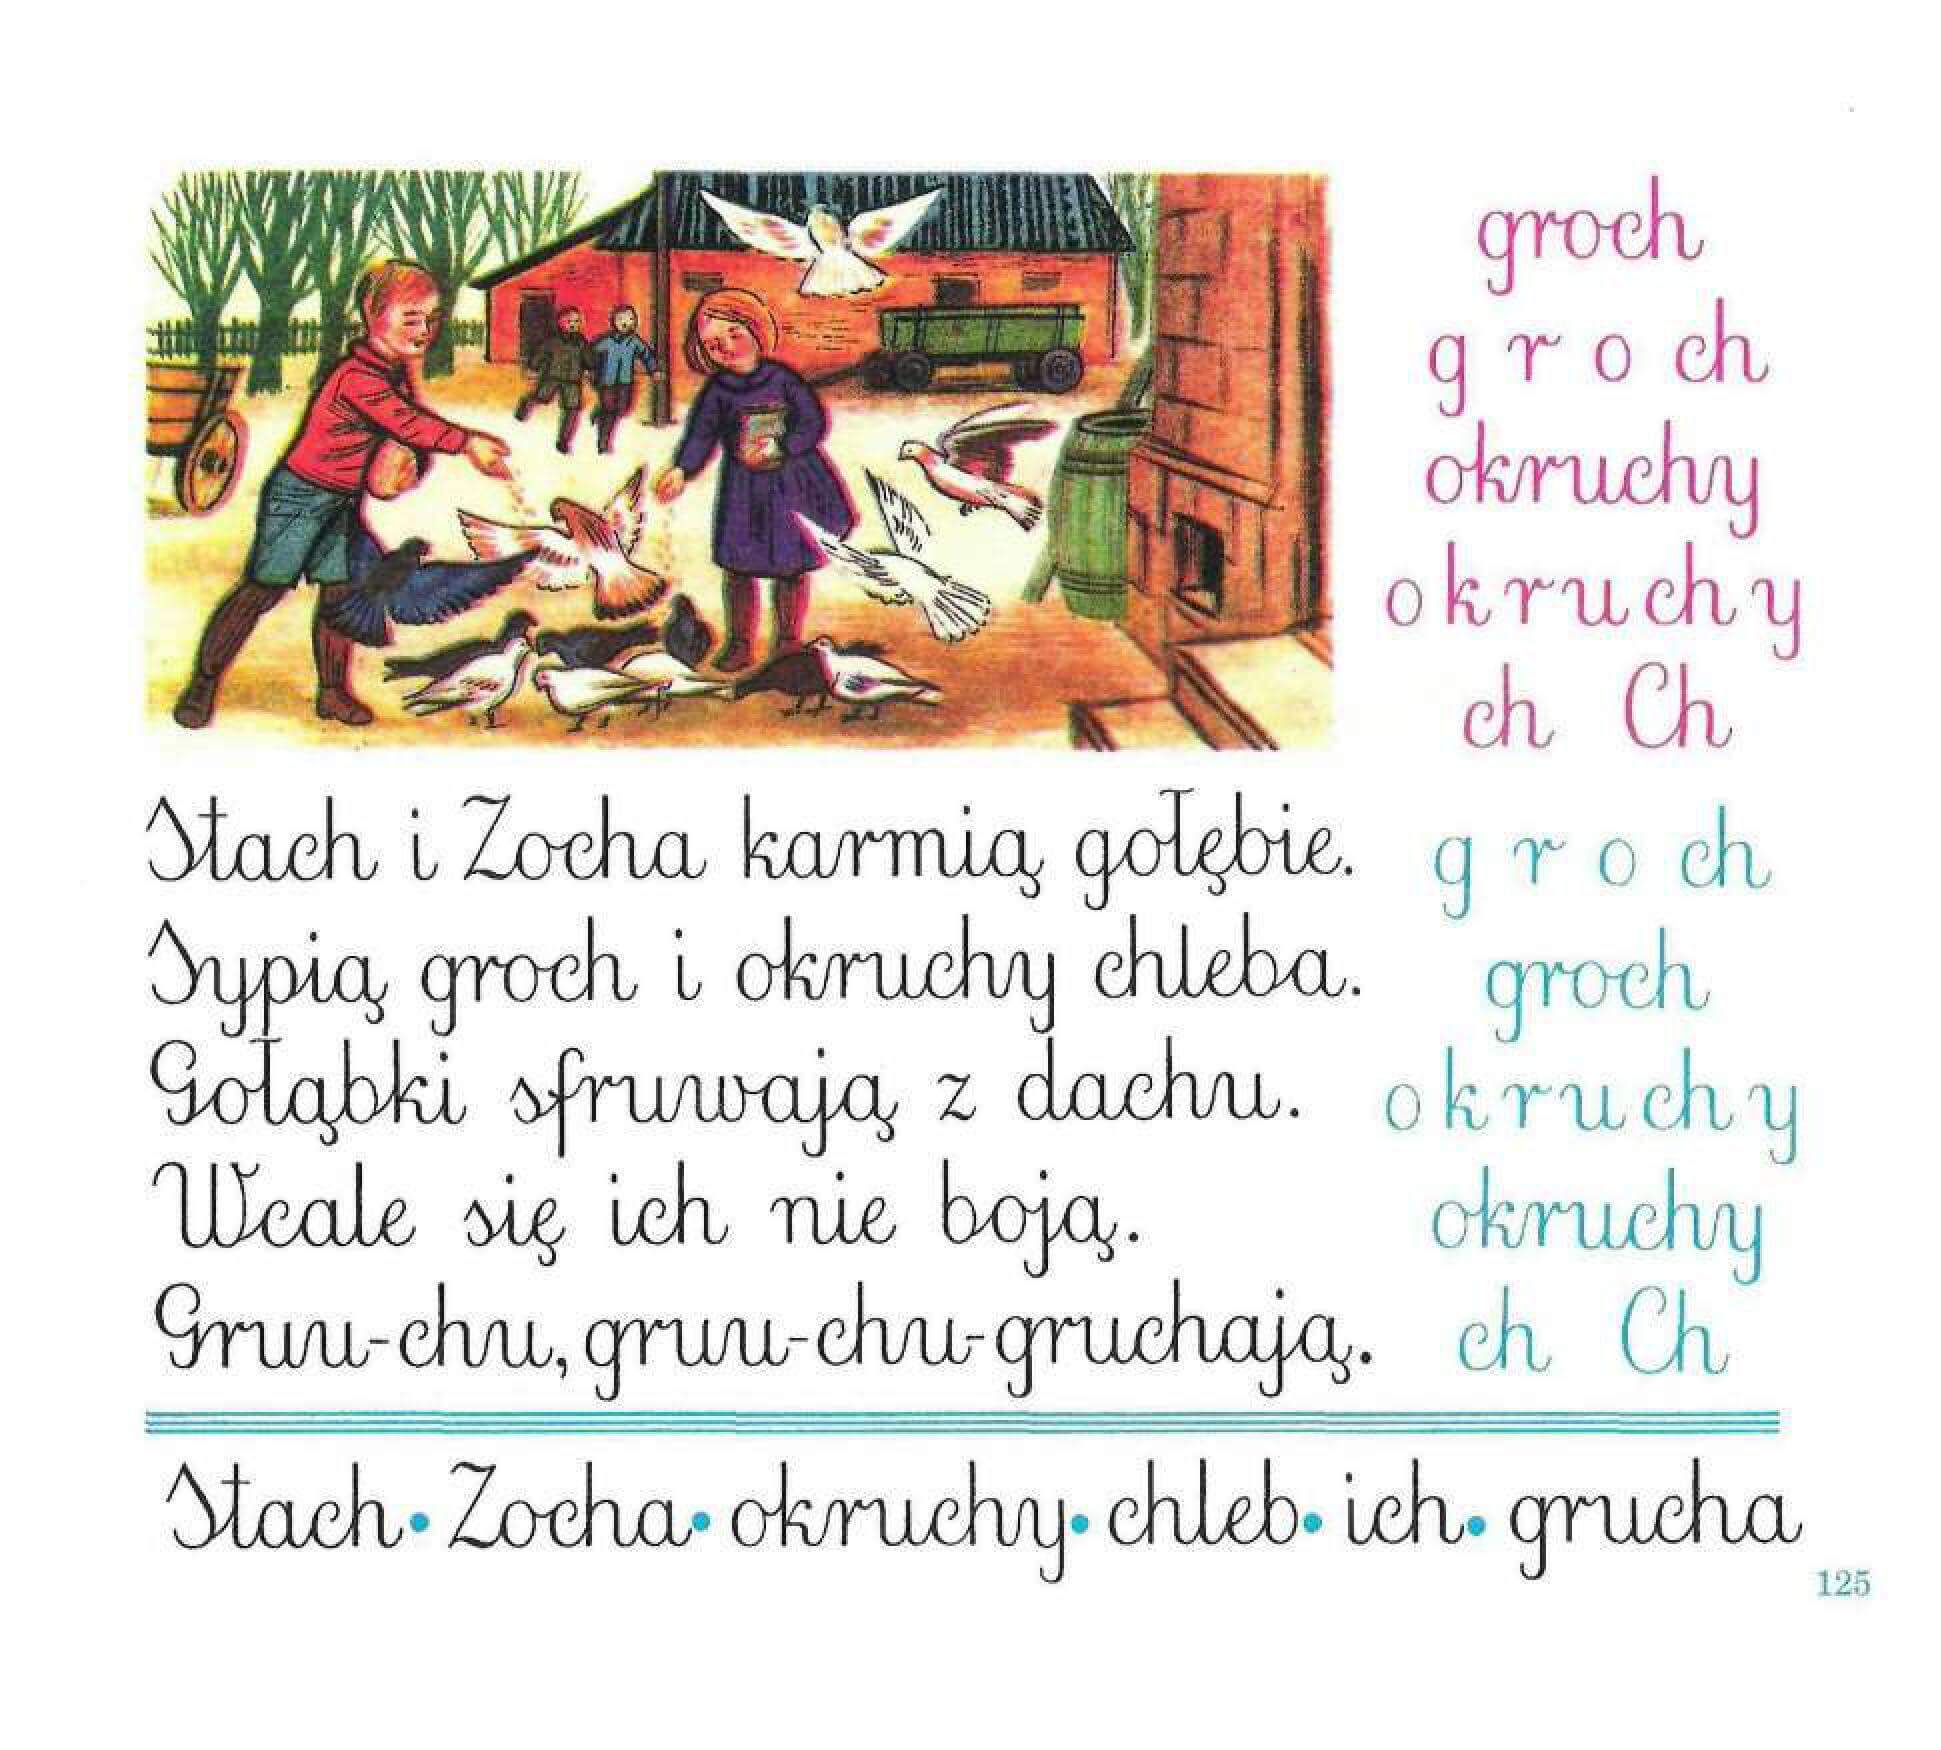 groch
g r o ch
okruchy
o k r u ch y
ch Ch
Stach i Zocha karmią gołębie.
Sypią groch i okruchy chleba.
Gołąbki sfruwają z dachu.
Wcale się ich nie boją.
Gruu-chu, gruu-chu-gruchają.
g r o ch
groch
o k r u ch y
okruchy
ch Ch
Stach • Zocha • okruchy • chleb • ich • grucha
125